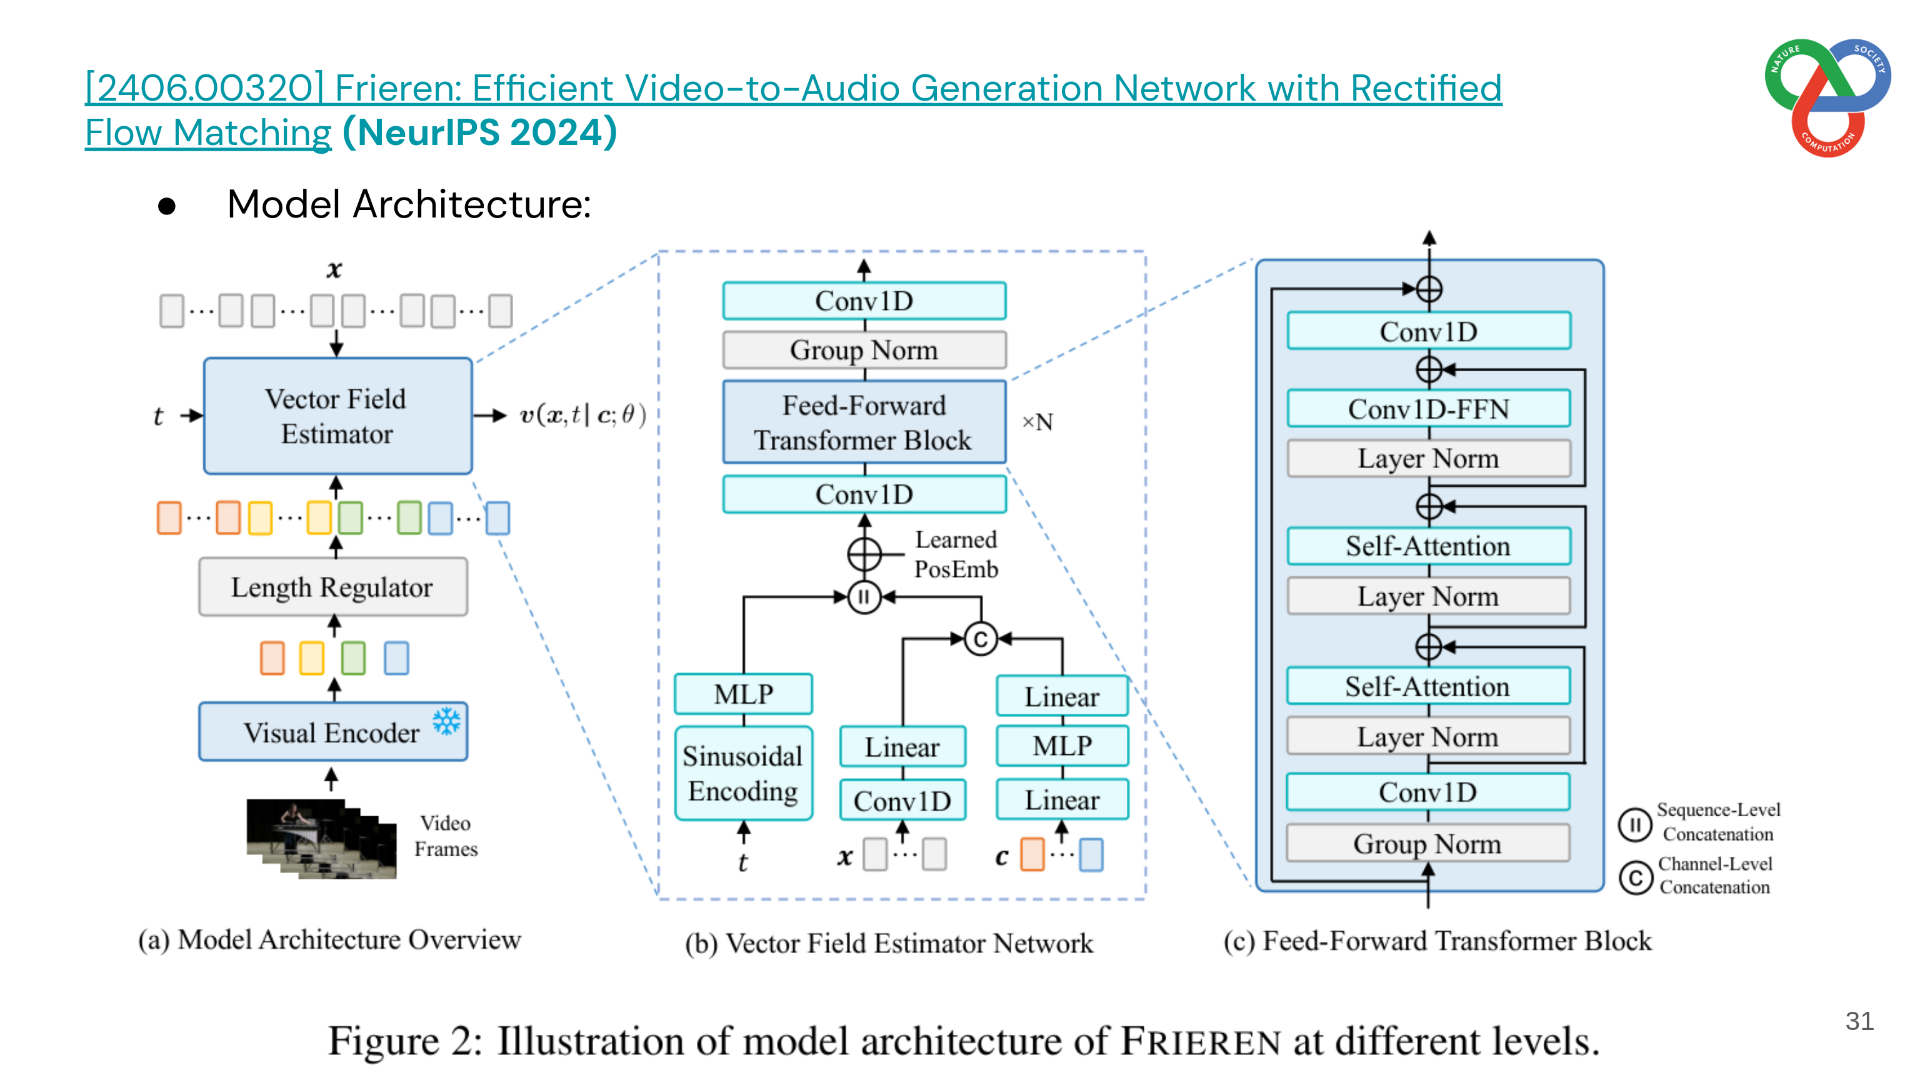 [2406.00320] Frieren: Efficient Video-to-Audio Generation Network with Rectified
Flow Matching (NeurIPS 2024)
NATURE
SOCIETY
COMPUTATION
● Model Architecture:
x
t
Vector Field
Estimator
v(x,t| c; θ)
Length Regulator
Visual Encoder
Video
Frames
(a) Model Architecture Overview
Conv1D
Group Norm
Feed-Forward
Transformer Block
×N
Conv1D
Learned
PosEmb
MLP
Sinusoidal
Encoding
t
Linear
Conv1D
x
Linear
MLP
Linear
c
C
(b) Vector Field Estimator Network
Conv1D
Conv1D-FFN
Layer Norm
Self-Attention
Layer Norm
Self-Attention
Layer Norm
Conv1D
Group Norm
(c) Feed-Forward Transformer Block
Sequence-Level
Concatenation
C Channel-Level
Concatenation
Figure 2: Illustration of model architecture of FRIEREN at different levels.
31